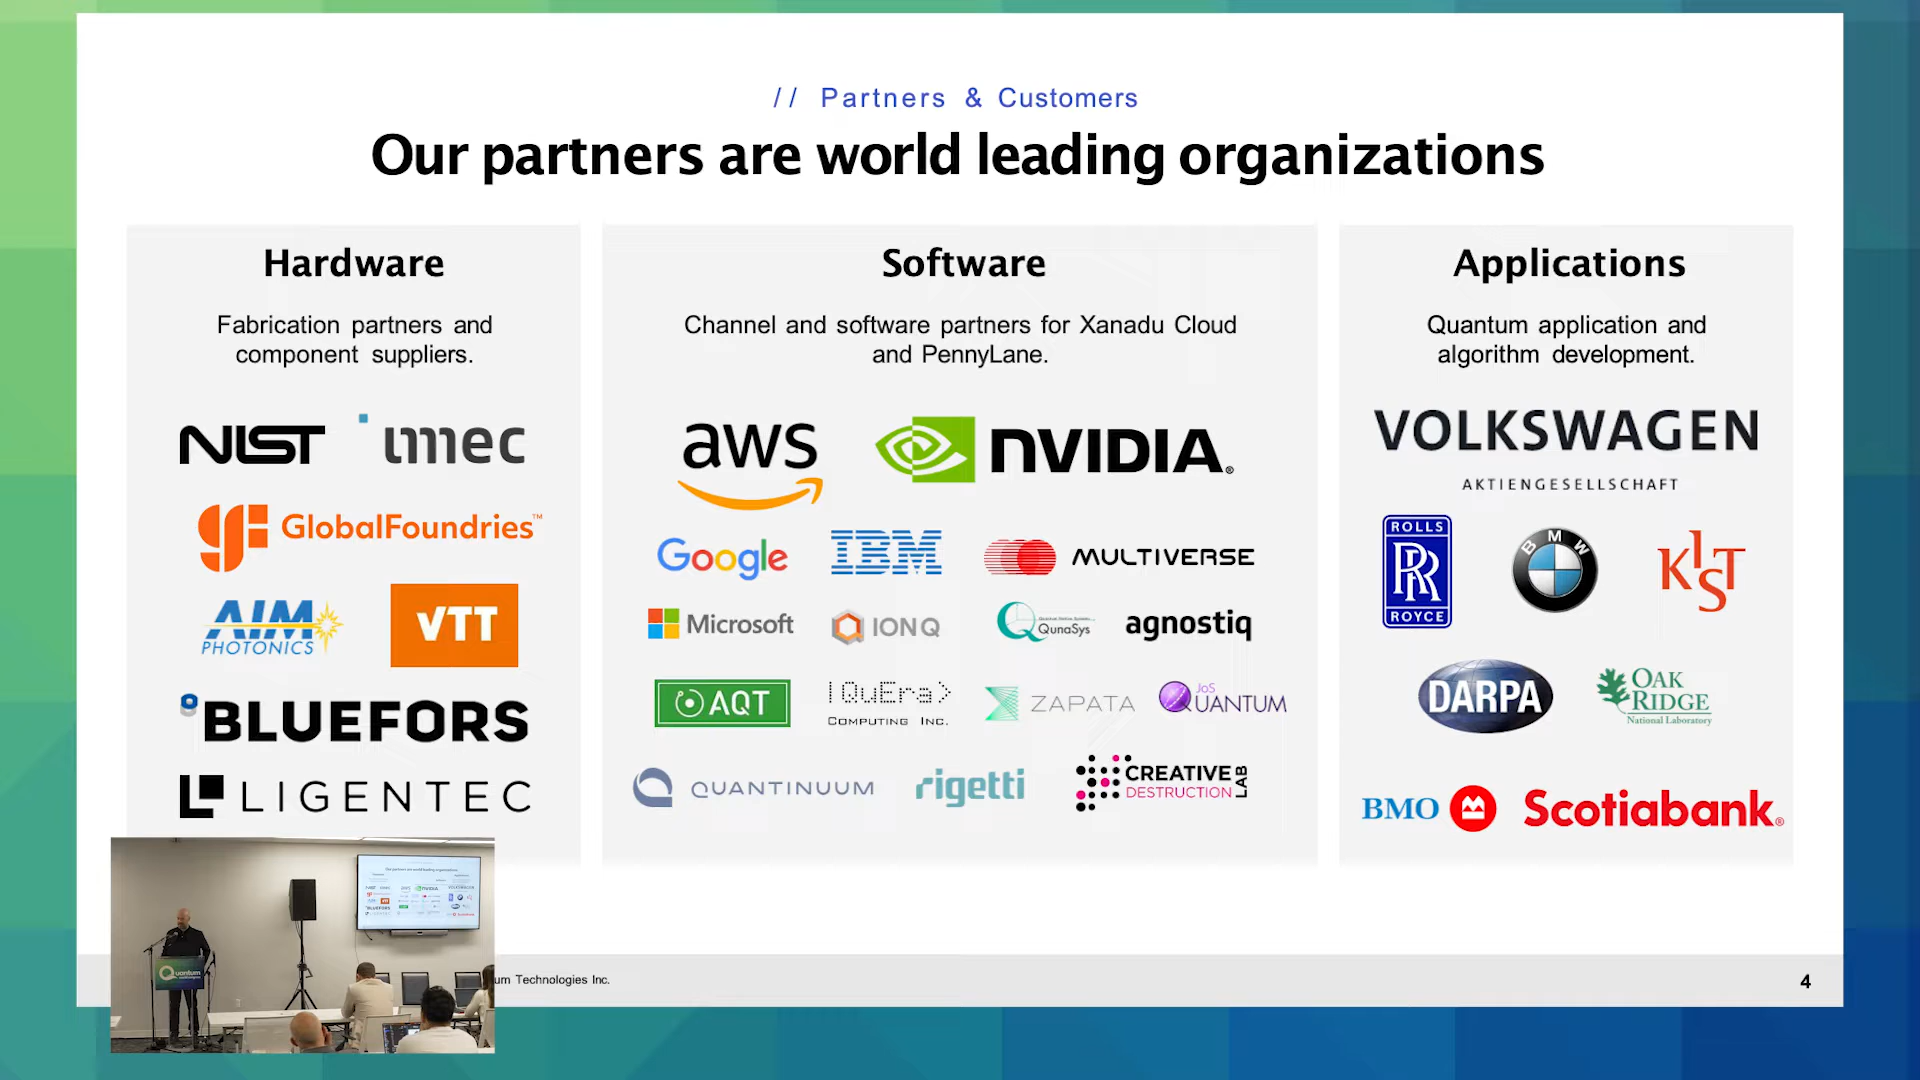 // Partners & Customers
Our partners are world leading organizations
Hardware
Fabrication partners and
component suppliers.
NIST
imec
GlobalFoundries™
AIM
PHOTONICS
VTT
BLUEFORS
LIGENTEC
Software
Channel and software partners for Xanadu Cloud
and PennyLane.
aws
NVIDIA®
Google
IBM
MULTIVERSE
Microsoft
IONQ
QunaSys
agnostiq
AQT
|QuEra>
COMPUTING INC.
ZAPATA
JoS
QUANTUM
QUANTINUUM
rigetti
CREATIVE
DESTRUCTION
LAB
Applications
Quantum application and
algorithm development.
VOLKSWAGEN
AKTIENGESELLSCHAFT
ROLLS
RR
ROYCE
BMW
KIST
DARPA
OAK
RIDGE
National Laboratory
BMO
Scotiabank®
Quantum
um Technologies Inc.
4